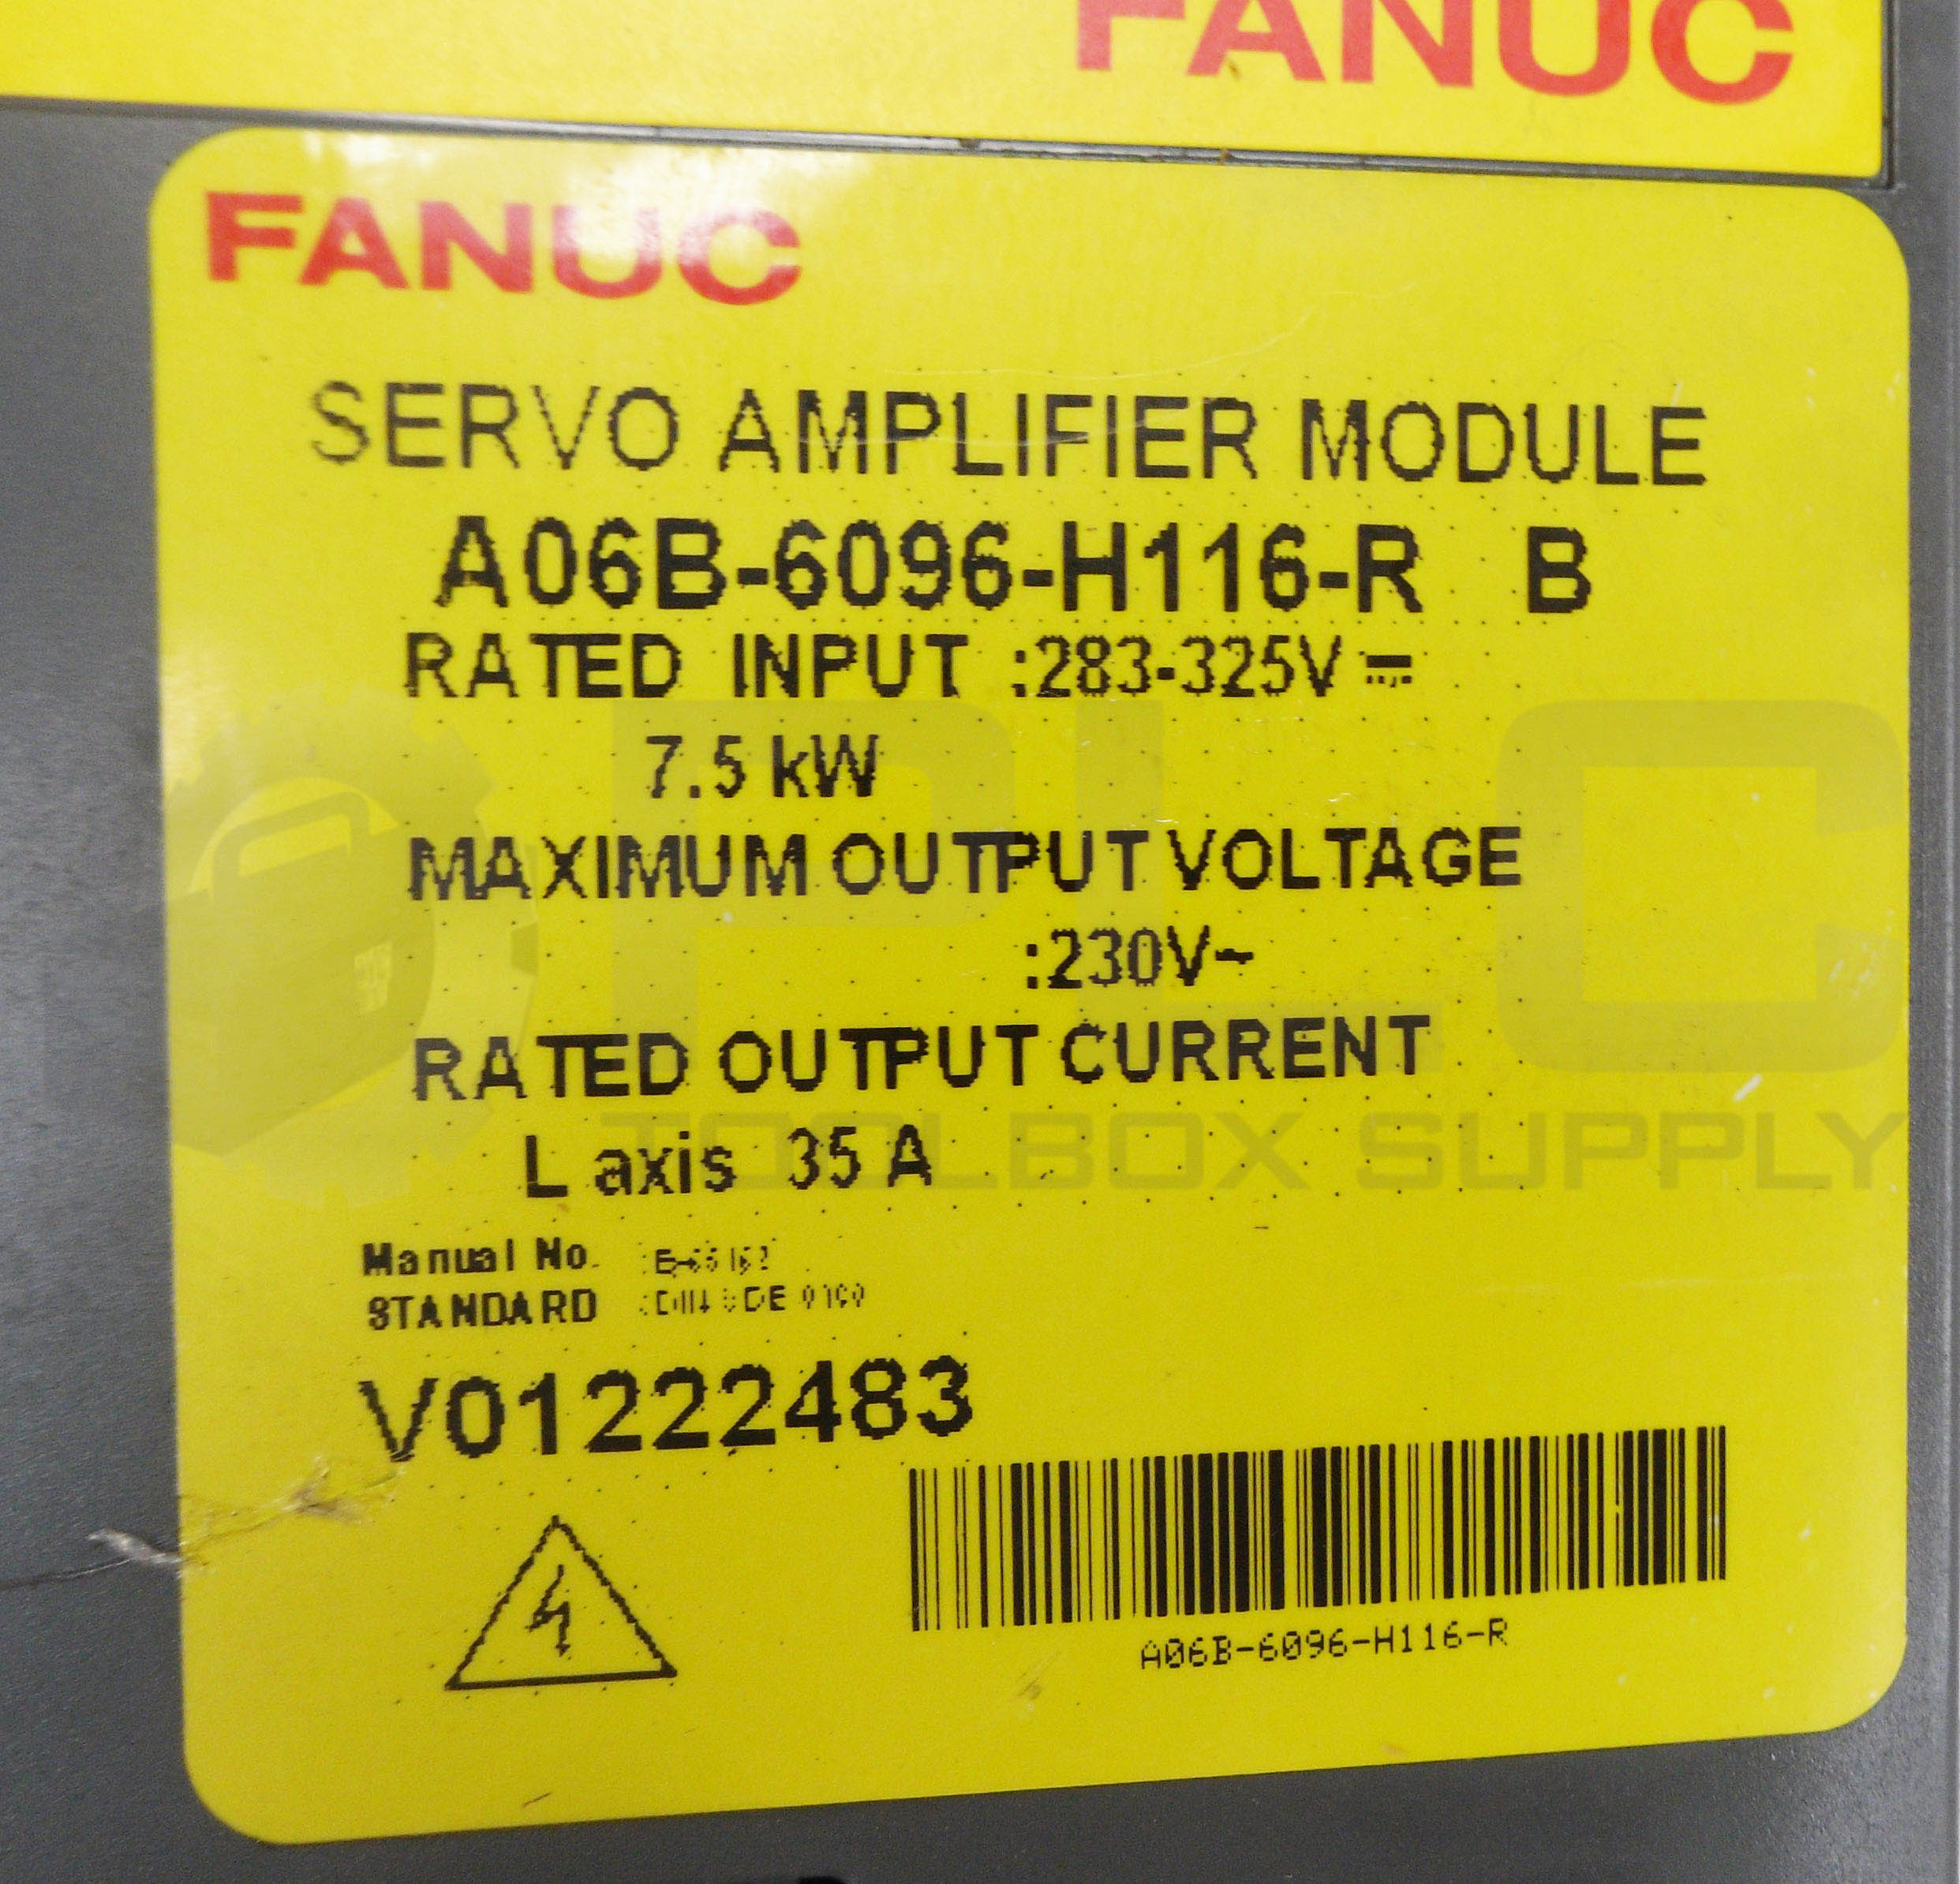 FANUC
FANUC
SERVO AMPLIFIER MODULE
A06B-6096-H116-R B
RATED INPUT :283-325V ⎓
7.5 kW
MAXIMUM OUTPUT VOLTAGE
:230V~
RATED OUTPUT CURRENT
L axis 35 A
Manual No.
STANDARD
V01222483
A06B-6096-H116-R
PLC
TOOLBOX SUPPLY